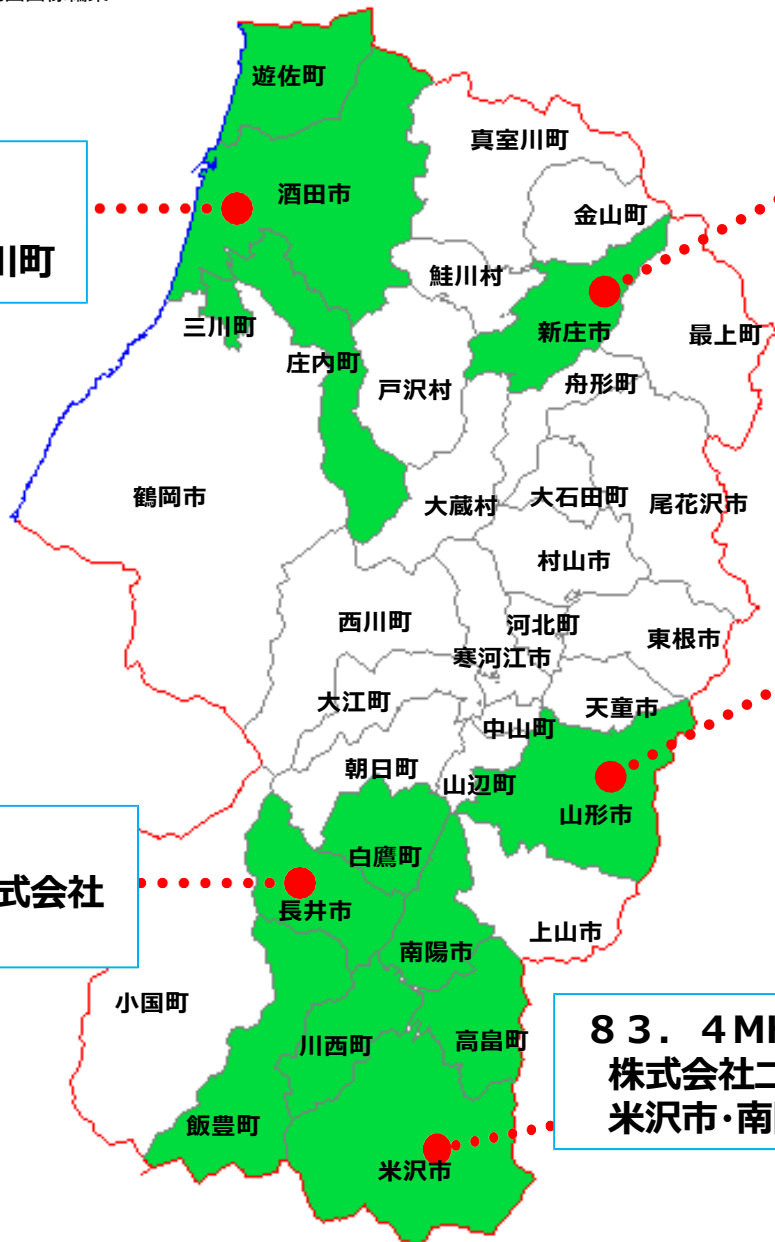 遊佐町
真室川町
酒田市
金山町
川町
鮭川村
三川町
新庄市
最上町
庄内町
戸沢村
舟形町
鶴岡市
大蔵村
大石田町
尾花沢市
村山市
西川町
河北町
東根市
寒河江市
大江町
天童市
中山町
朝日町
山辺町
山形市
白鷹町
式会社
長井市
上山市
南陽市
小国町
川西町
高畠町
８３．４M
株式会社
飯豊町
米沢市・南
米沢市